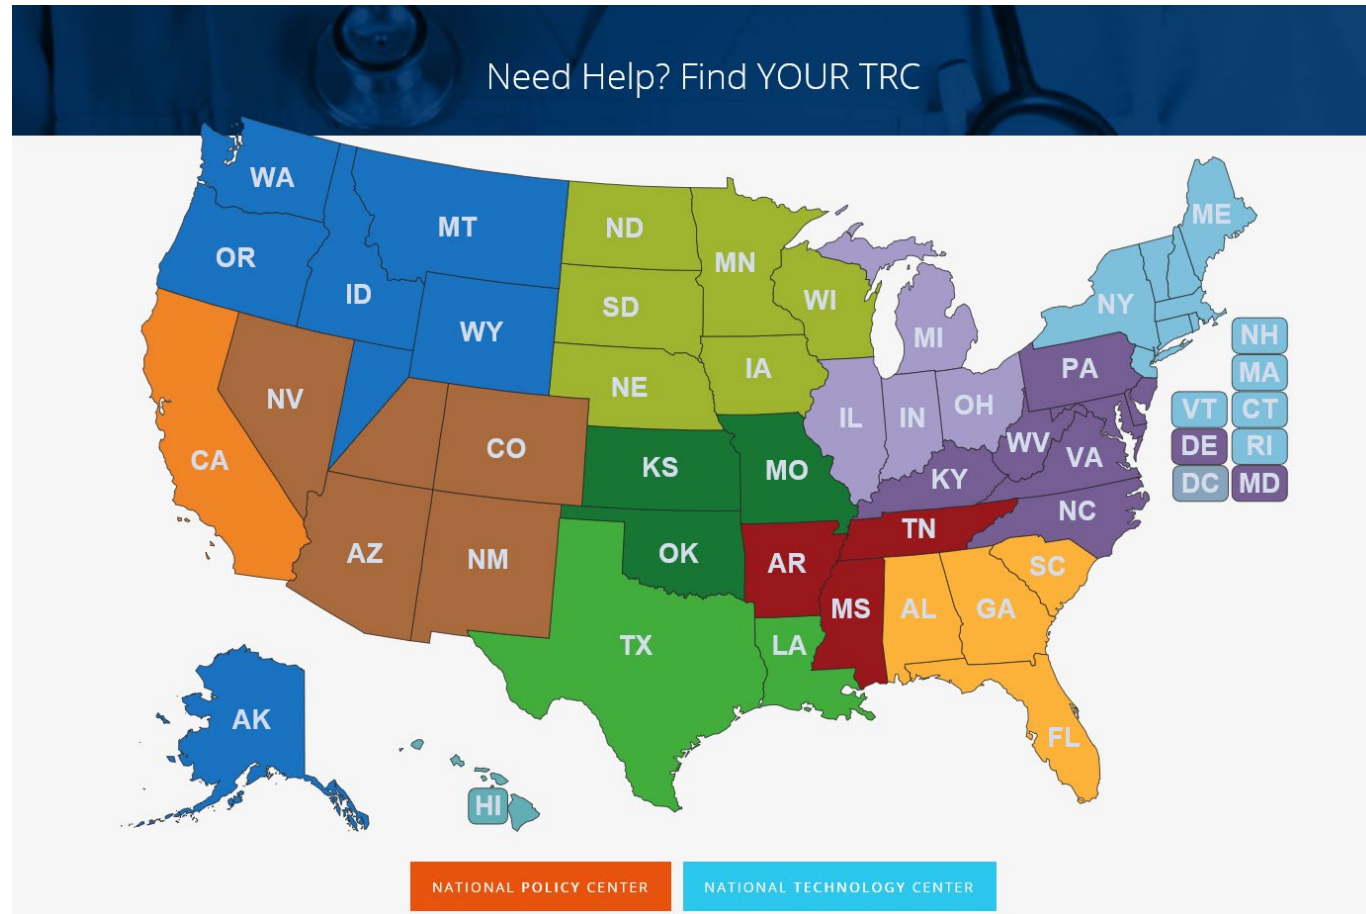 Need Help? Find YOUR TRC
WA
MT
ND
ME
OR
MN
ID
SD
WI
NY
WY
MI
NH
NV
NE
IA
PA
MA
IL
IN
OH
VT
CT
CA
CO
KS
MO
WV
VA
DE
RI
KY
DC
MD
NC
AZ
NM
OK
AR
TN
SC
MS
AL
GA
TX
LA
AK
FL
HI
NATIONAL POLICY CENTER
NATIONAL TECHNOLOGY CENTER